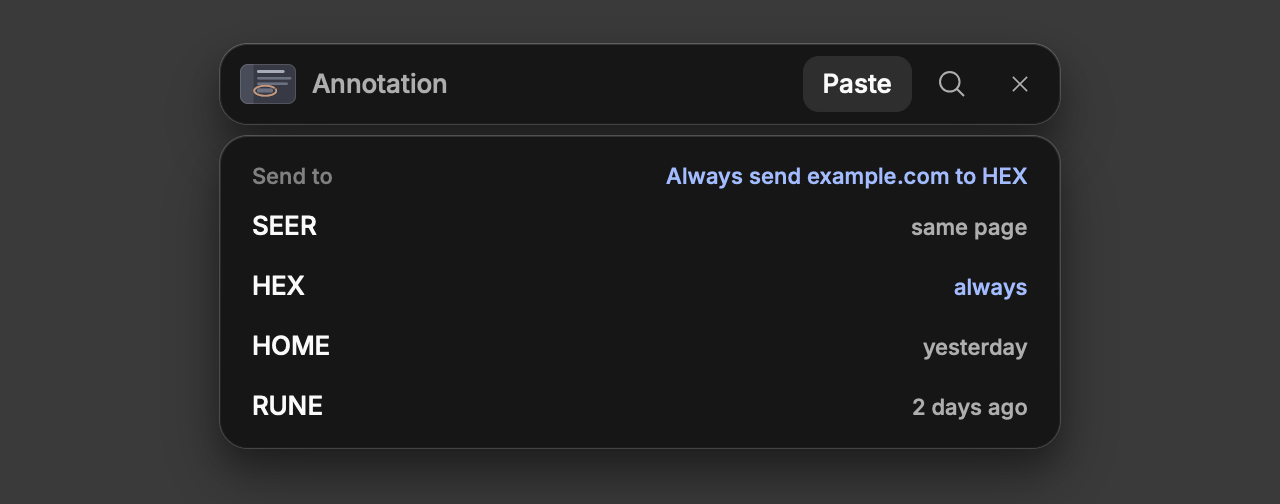 Annotation Paste
Send to Always send example.com to HEX
SEER same page
HEX always
HOME yesterday
RUNE 2 days ago